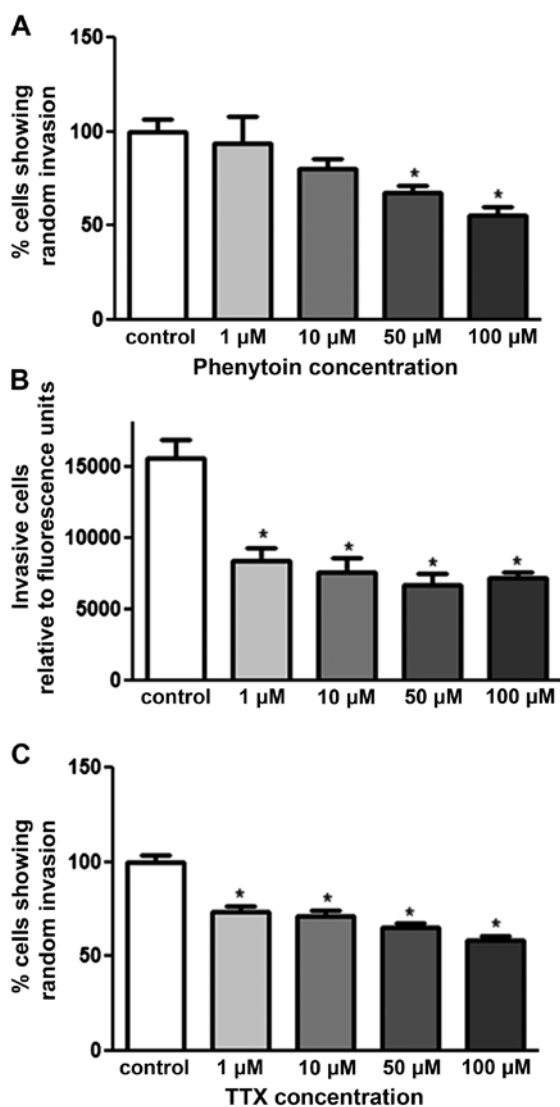 A
% cells showing
random invasion
150
100
50
0
*
*
control 1 µM 10 µM 50 µM 100 µM
Phenytoin concentration
B
Invasive cells
relative to fluorescence units
15000
10000
5000
0
*
*
*
*
control 1 µM 10 µM 50 µM 100 µM
C
% cells showing
random invasion
150
100
50
0
*
*
*
*
control 1 µM 10 µM 50 µM 100 µM
TTX concentration